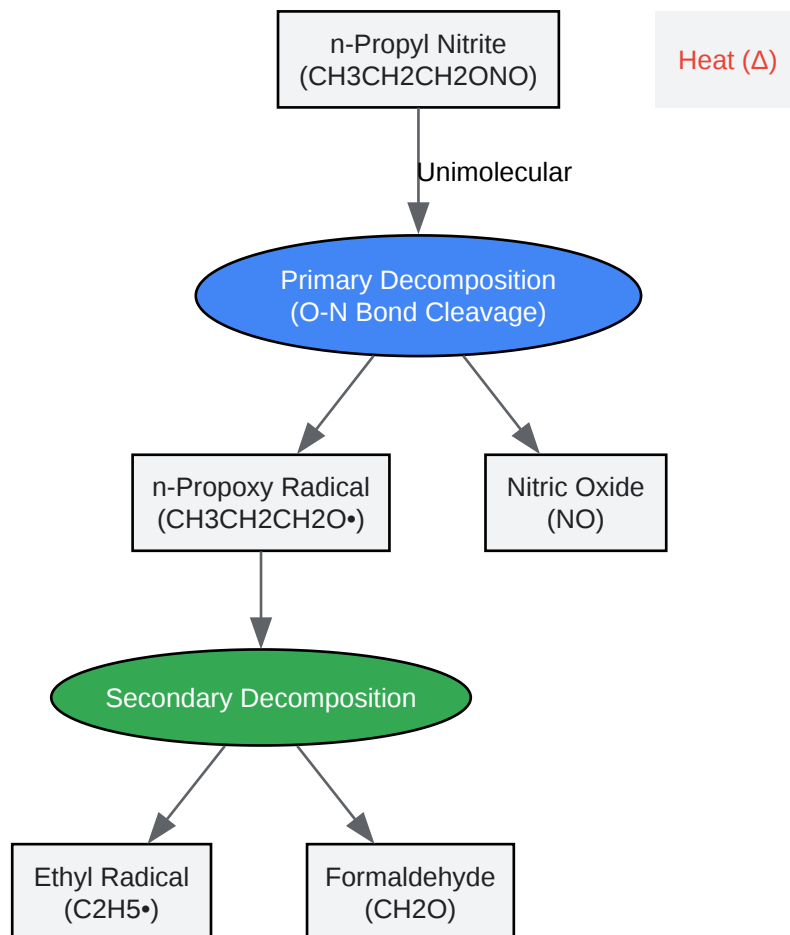 n-Propyl Nitrite
(CH3CH2CH2ONO)
Heat (Δ)
Unimolecular
Primary Decomposition
(O-N Bond Cleavage)
n-Propoxy Radical
(CH3CH2CH2O•)
Nitric Oxide
(NO)
Secondary Decomposition
Ethyl Radical
(C2H5•)
Formaldehyde
(CH2O)